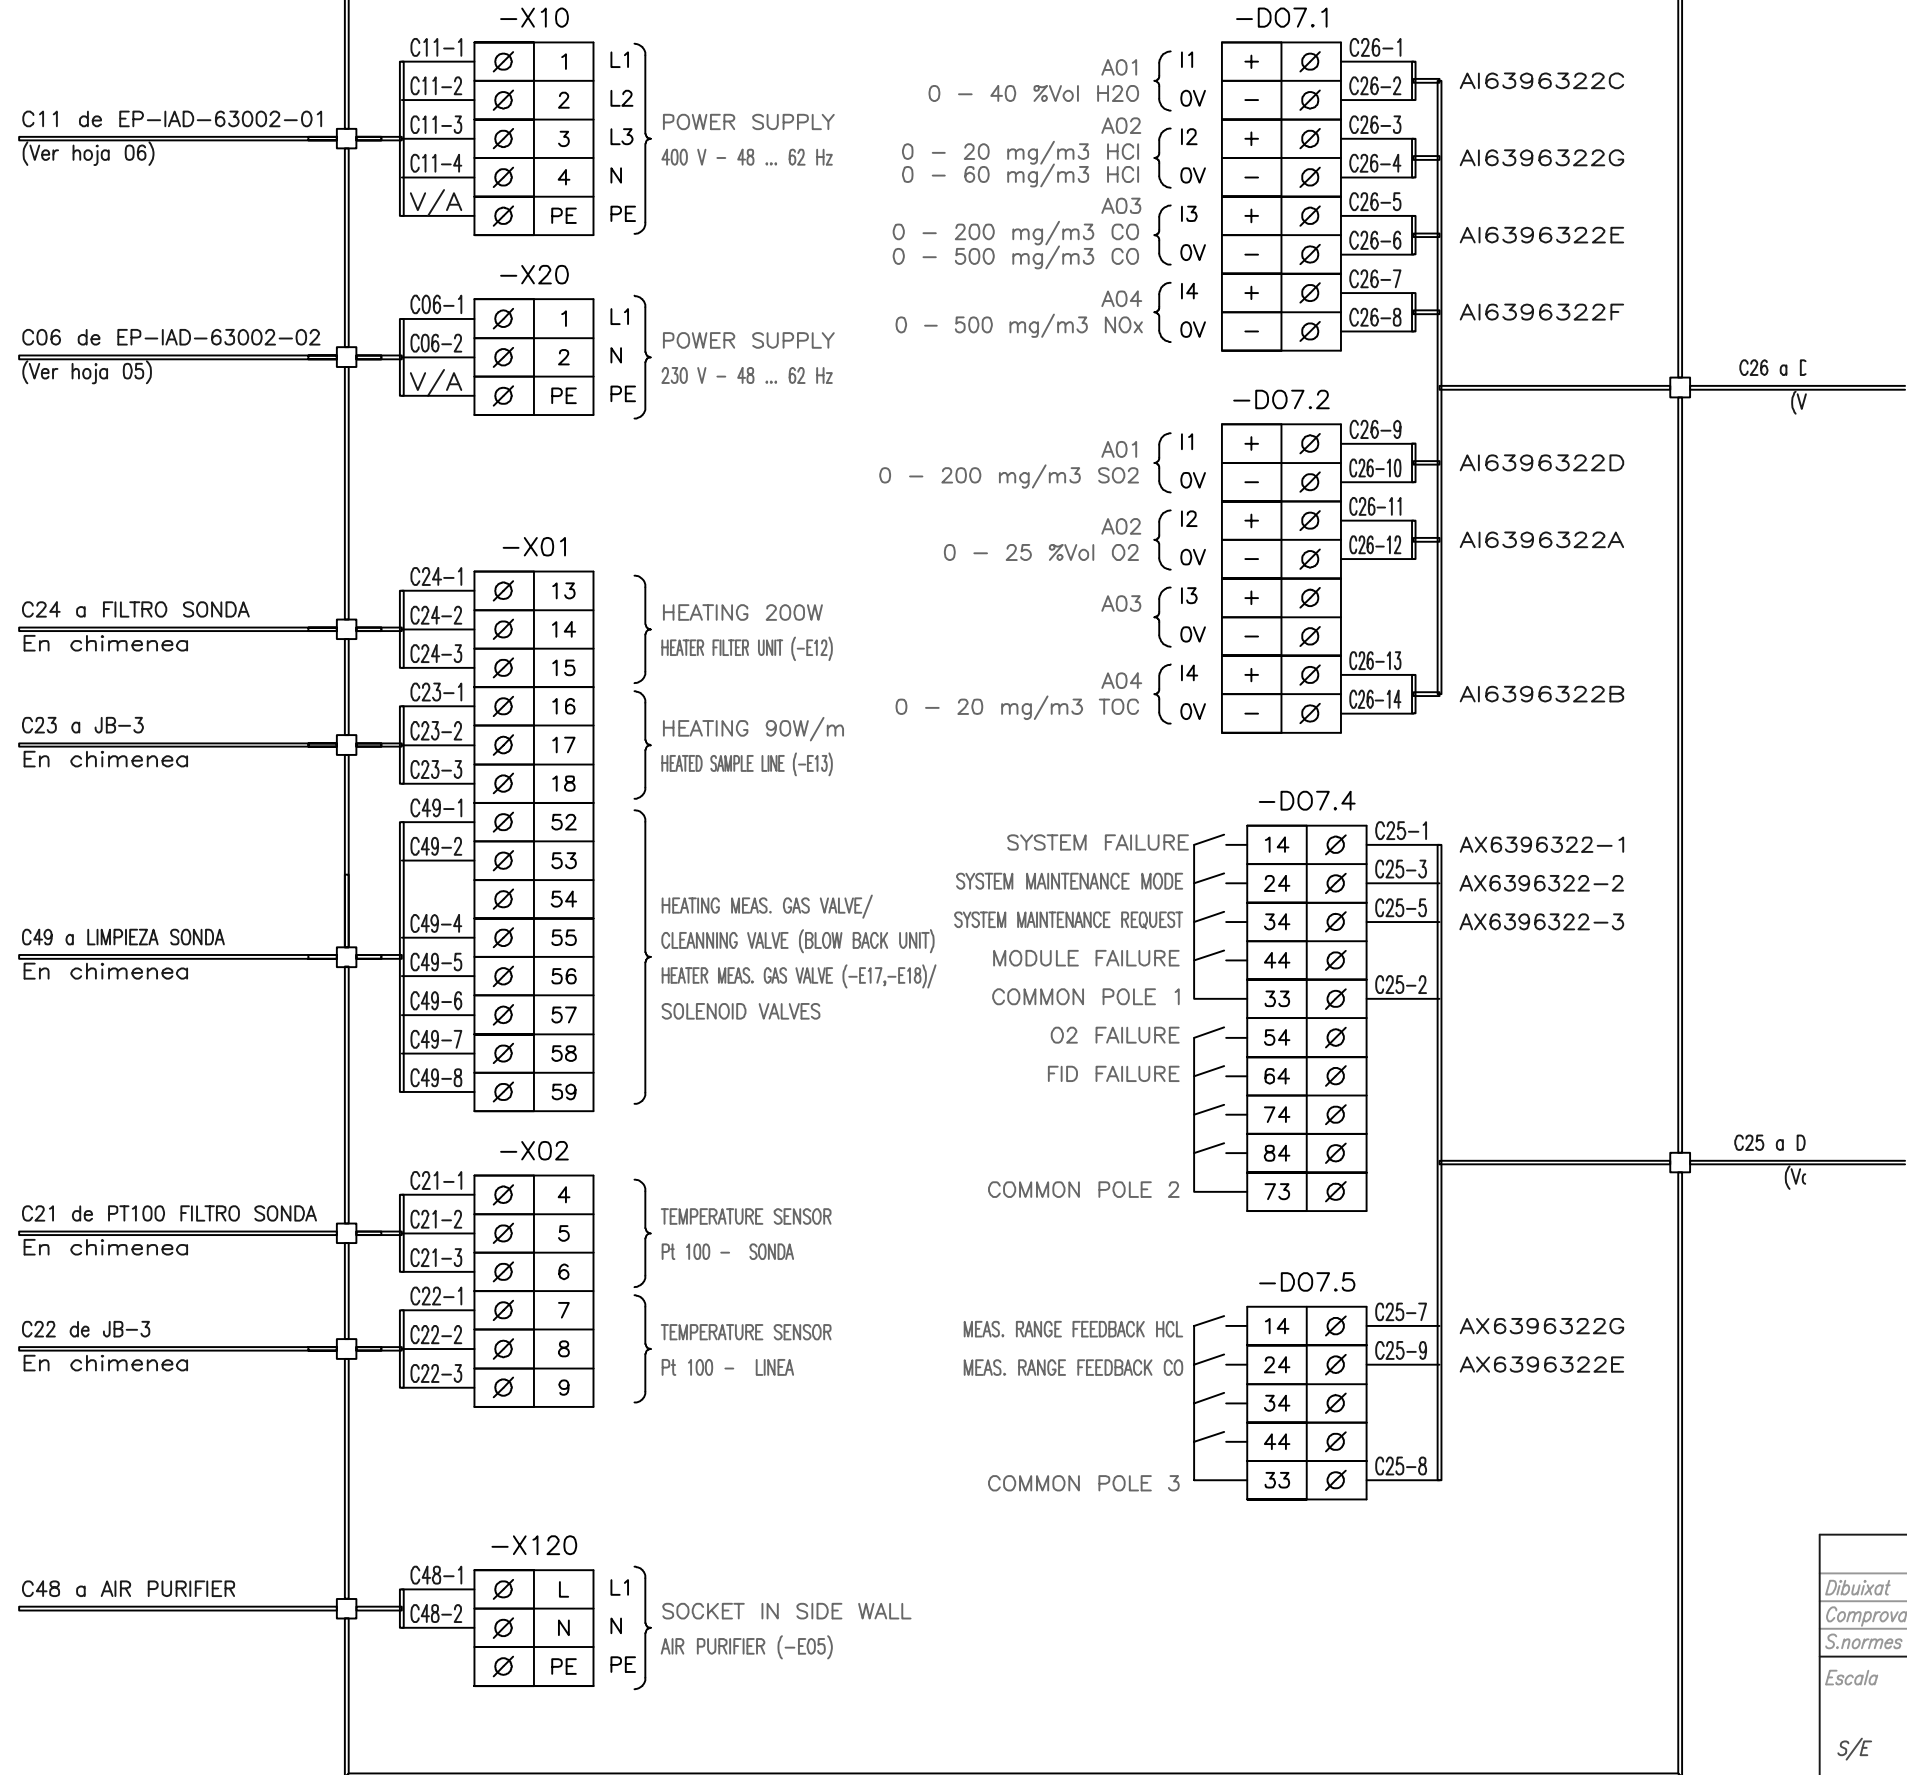 -X10
C11-1 1 L1
C11-2 2 L2
C11-3 3 L3
C11-4 4 N
V/A PE PE
POWER SUPPLY
400 V - 48 ... 62 Hz
C11 de EP-IAD-63002-01
(Ver hoja 06)
-X20
C06-1 1 L1
C06-2 2 N
V/A PE PE
POWER SUPPLY
230 V - 48 ... 62 Hz
C06 de EP-IAD-63002-02
(Ver hoja 05)
-X01
C24-1 13
C24-2 14
C24-3 15
HEATING 200W
HEATER FILTER UNIT (-E12)
C24 a FILTRO SONDA
En chimenea
C23-1 16
C23-2 17
C23-3 18
HEATING 90W/m
HEATED SAMPLE LINE (-E13)
C23 a JB-3
En chimenea
C49-1 52
C49-2 53
54
C49-4 55
C49-5 56
C49-6 57
C49-7 58
C49-8 59
HEATING MEAS. GAS VALVE/
CLEANNING VALVE (BLOW BACK UNIT)
HEATER MEAS. GAS VALVE (-E17,-E18)/
SOLENOID VALVES
C49 a LIMPIEZA SONDA
En chimenea
-X02
C21-1 4
C21-2 5
C21-3 6
TEMPERATURE SENSOR
Pt 100 - SONDA
C21 de PT100 FILTRO SONDA
En chimenea
C22-1 7
C22-2 8
C22-3 9
TEMPERATURE SENSOR
Pt 100 - LINEA
C22 de JB-3
En chimenea
-X120
C48-1 L L1
C48-2 N N
PE PE
SOCKET IN SIDE WALL
AIR PURIFIER (-E05)
C48 a AIR PURIFIER
-DO7.1
AO1 I1 + C26-1
0 - 40 %Vol H2O 0V - C26-2
AI6396322C
AO2 I2 + C26-3
0 - 20 mg/m3 HCl
0 - 60 mg/m3 HCl 0V - C26-4
AI6396322G
AO3 I3 + C26-5
0 - 200 mg/m3 CO
0 - 500 mg/m3 CO 0V - C26-6
AI6396322E
AO4 I4 + C26-7
0 - 500 mg/m3 NOx 0V - C26-8
AI6396322F
C26 a
(V
-DO7.2
AO1 I1 + C26-9
0 - 200 mg/m3 SO2 0V - C26-10
AI6396322D
AO2 I2 + C26-11
0 - 25 %Vol O2 0V - C26-12
AI6396322A
AO3 I3 +
0V -
AO4 I4 + C26-13
0 - 20 mg/m3 TOC 0V - C26-14
AI6396322B
-DO7.4
SYSTEM FAILURE 14 C25-1 AX6396322-1
SYSTEM MAINTENANCE MODE 24 C25-3 AX6396322-2
SYSTEM MAINTENANCE REQUEST 34 C25-5 AX6396322-3
MODULE FAILURE 44
COMMON POLE 1 33 C25-2
O2 FAILURE 54
FID FAILURE 64
74
84
COMMON POLE 2 73
C25 a D
-DO7.5
MEAS. RANGE FEEDBACK HCL 14 C25-7 AX6396322G
MEAS. RANGE FEEDBACK CO 24 C25-9 AX6396322E
34
44
COMMON POLE 3 33 C25-8
Dibuixat
Comprova
S.normes
Escala
S/E